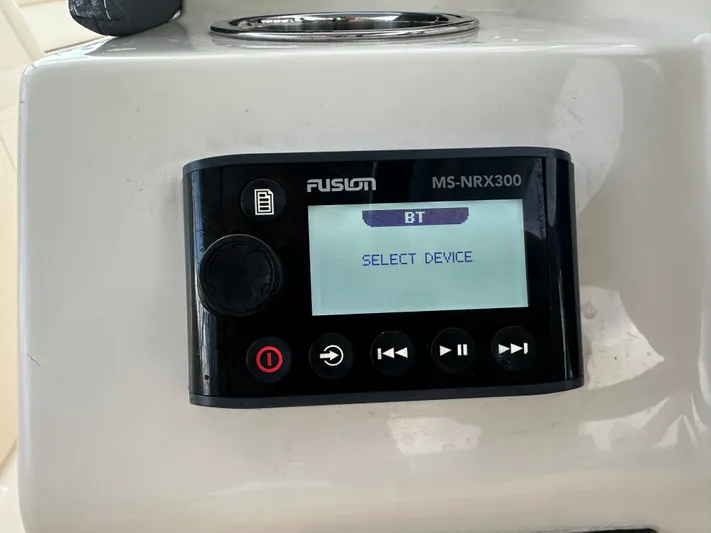 FUSION
MS-NRX300
BT
SELECT DEVICE